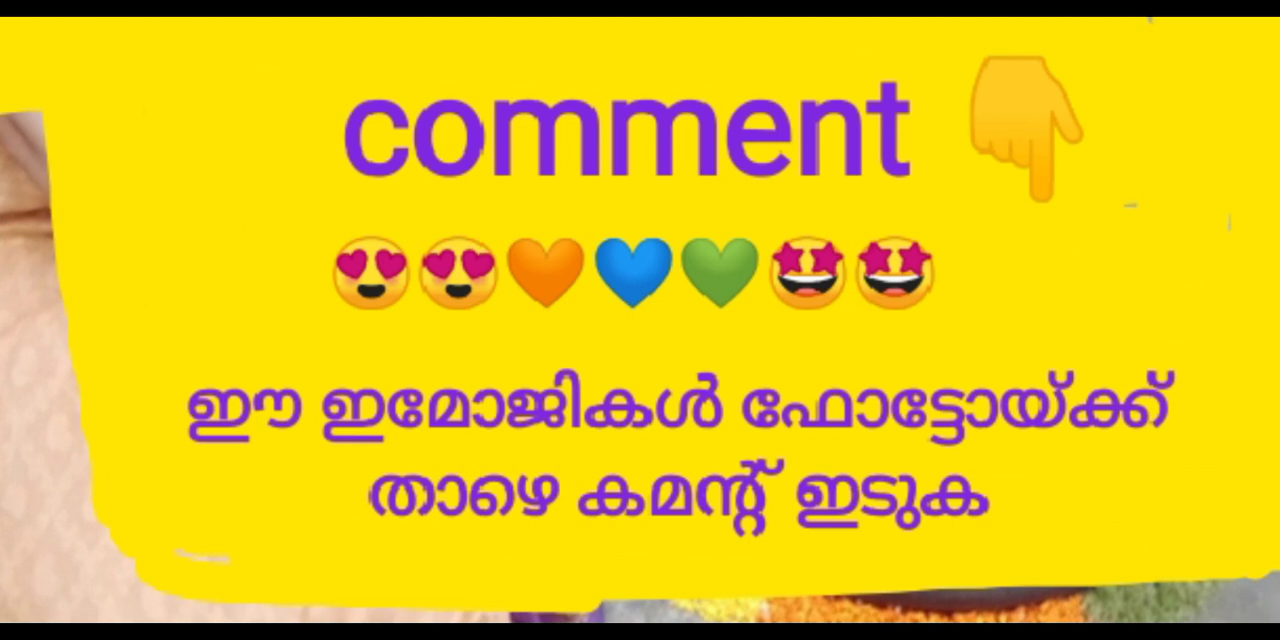 comment 👇
😍😍🧡💙💚🤩🤩
ഈ ഇമോജികൾ ഫോട്ടോയ്ക്ക്
താഴെ കമന്റ് ഇടുക